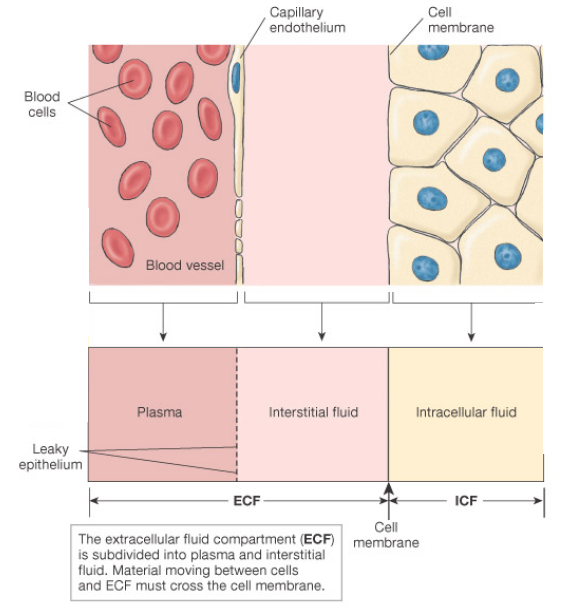 Capillary
endothelium
Cell
membrane
Blood
cells
Blood vessel
Plasma
Interstitial fluid
Intracellular fluid
Leaky
epithelium
ECF
ICF
Cell
membrane
The extracellular fluid compartment (ECF)
is subdivided into plasma and interstitial
fluid. Material moving between cells
and ECF must cross the cell membrane.